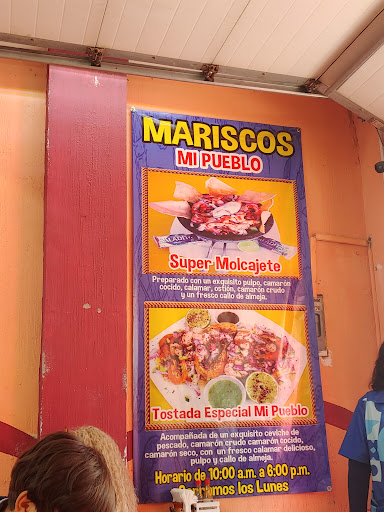 MARISCOS
MI PUEBLO
Super Molcajete
Preparado con un exquisito pulpo, camarón
cocido, calamar, ostión, camarón crudo
y un fresco callo de almeja.
Tostada Especial Mi Pueblo
Acompañada de un exquisito ceviche de
pescado, camarón crudo camarón cocido,
camarón seco, con un fresco calamar delicioso,
pulpo y callo de almeja.
Horario de 10:00 a.m. a 6:00 p.m.
los Lunes